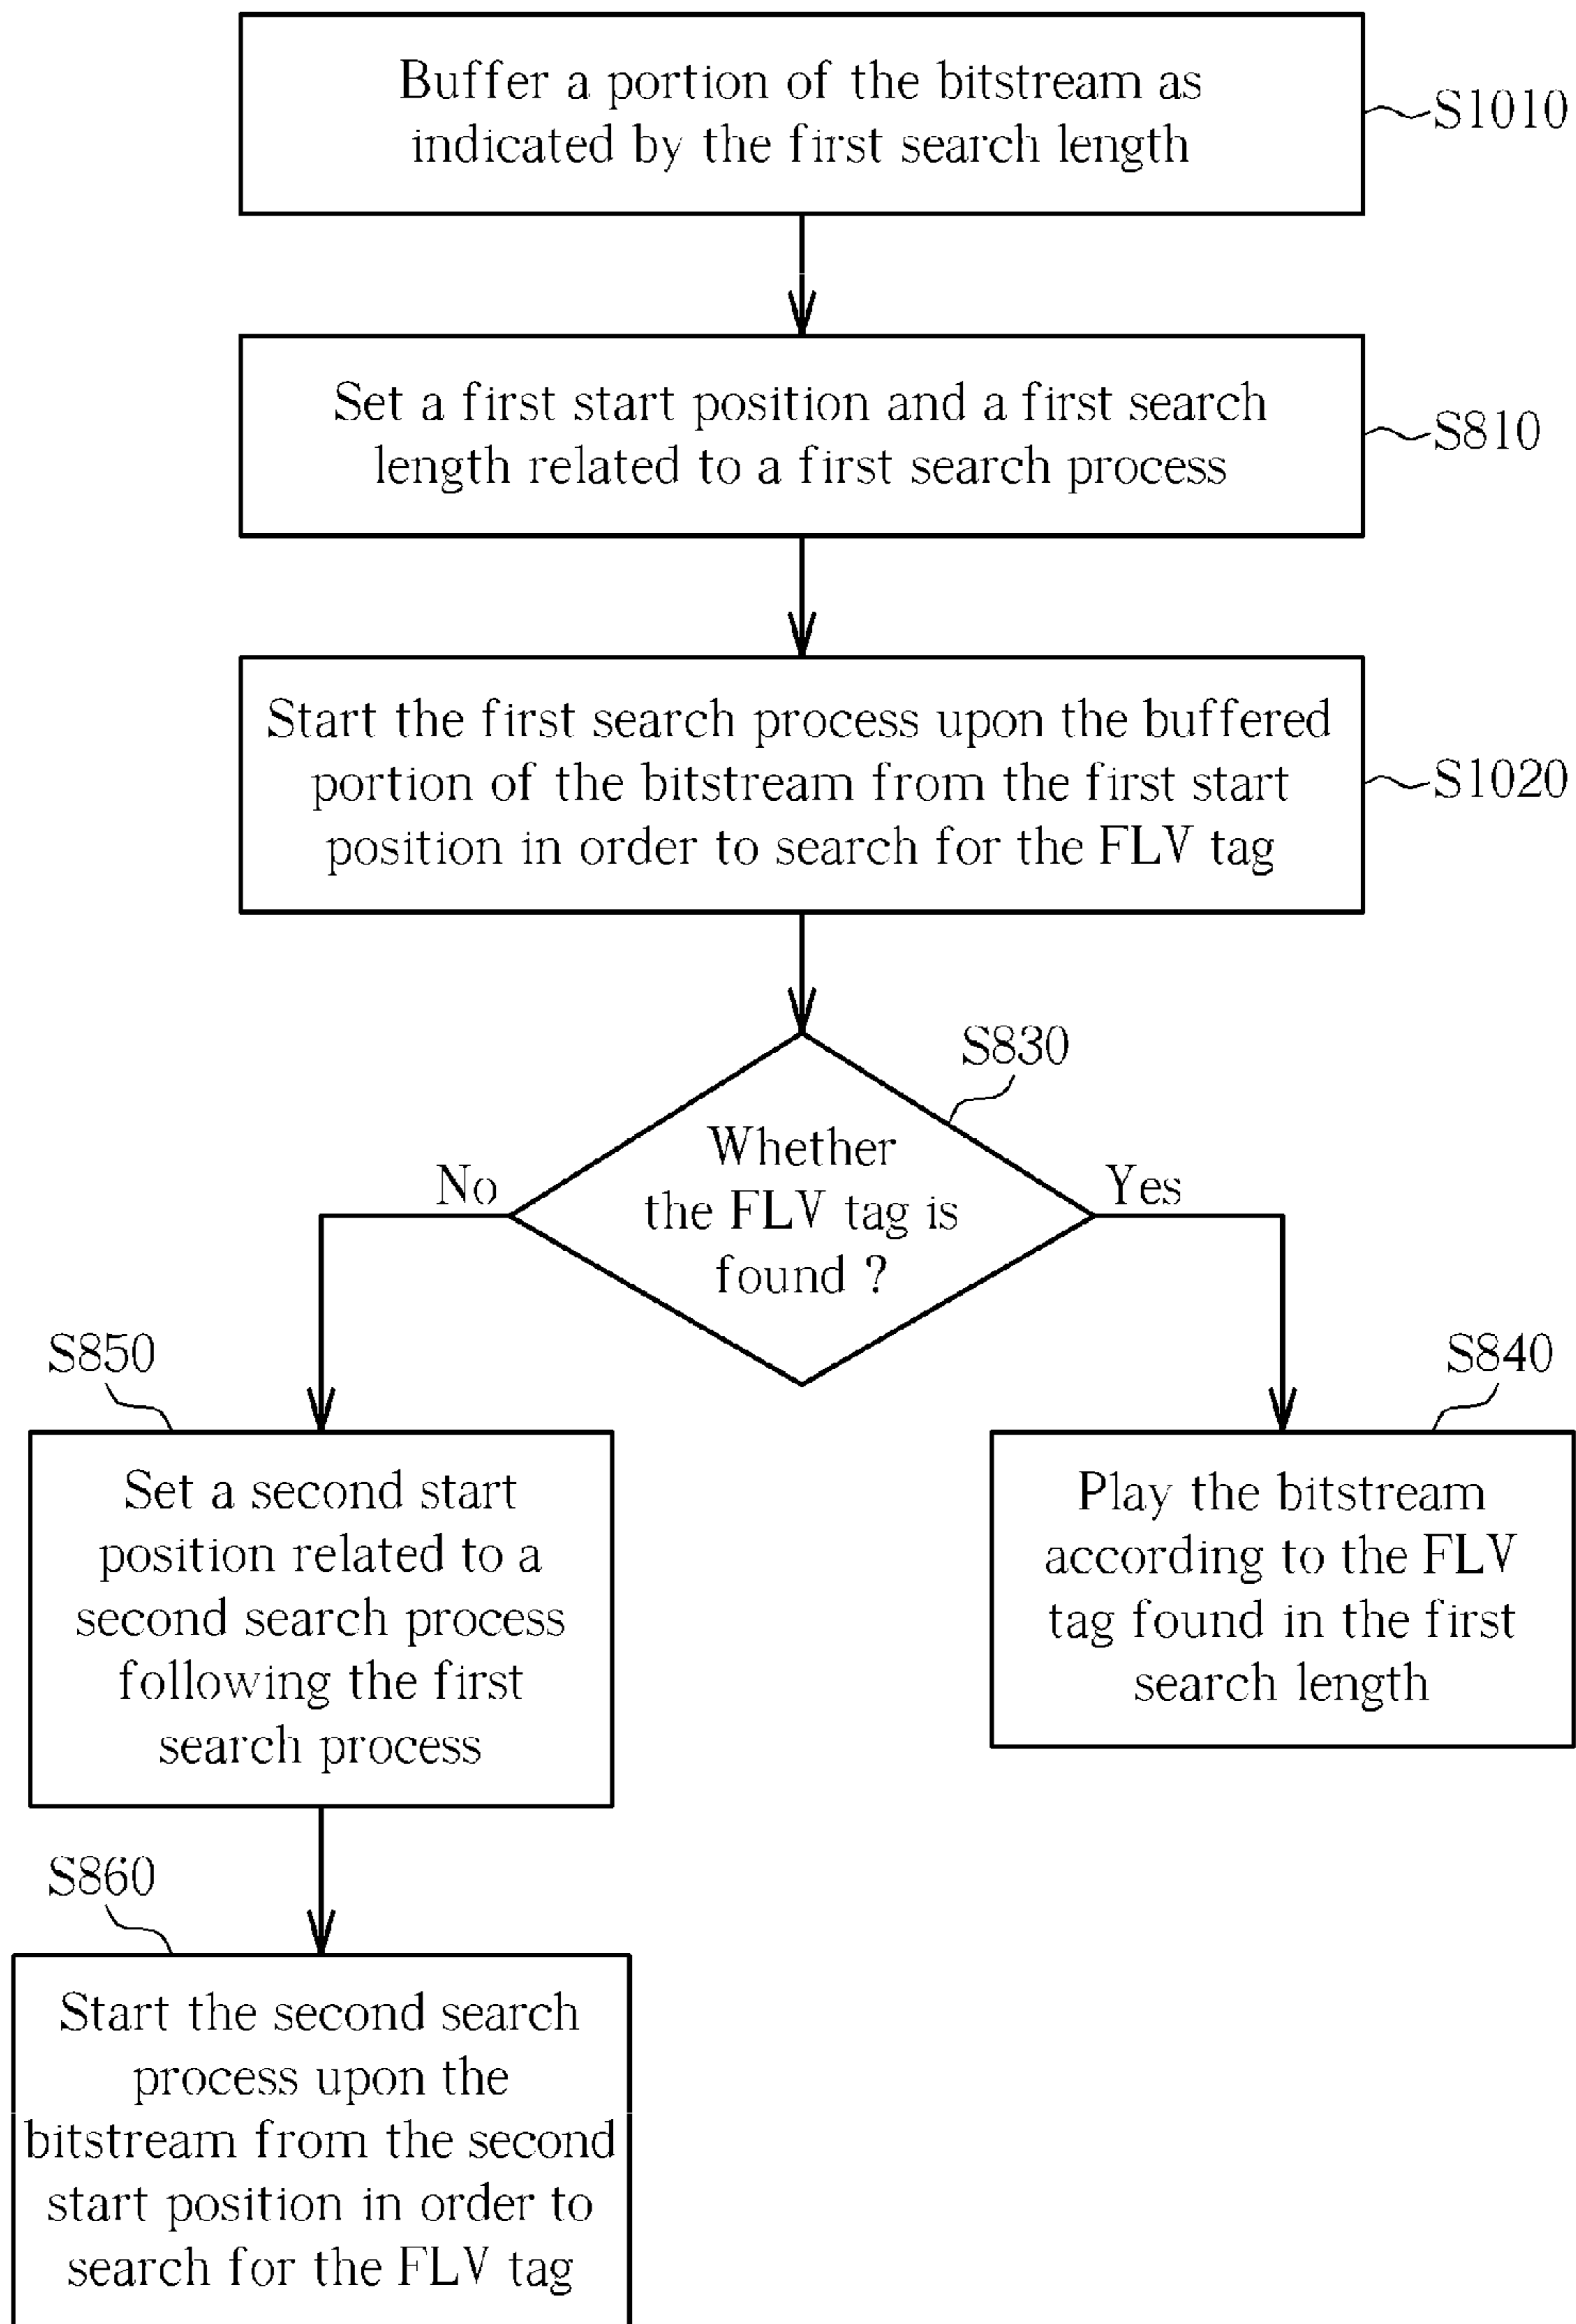 Buffer a portion of the bitstream as
indicated by the first search length
S1010
Set a first start position and a first search
length related to a first search process
S810
Start the first search process upon the buffered
portion of the bitstream from the first start
position in order to search for the FLV tag
S1020
S830
Whether
the FLV tag is
found ?
No
Yes
S850
Set a second start
position related to a
second search process
following the first
search process
S840
Play the bitstream
according to the FLV
tag found in the first
search length
S860
Start the second search
process upon the
bitstream from the second
start position in order to
search for the FLV tag